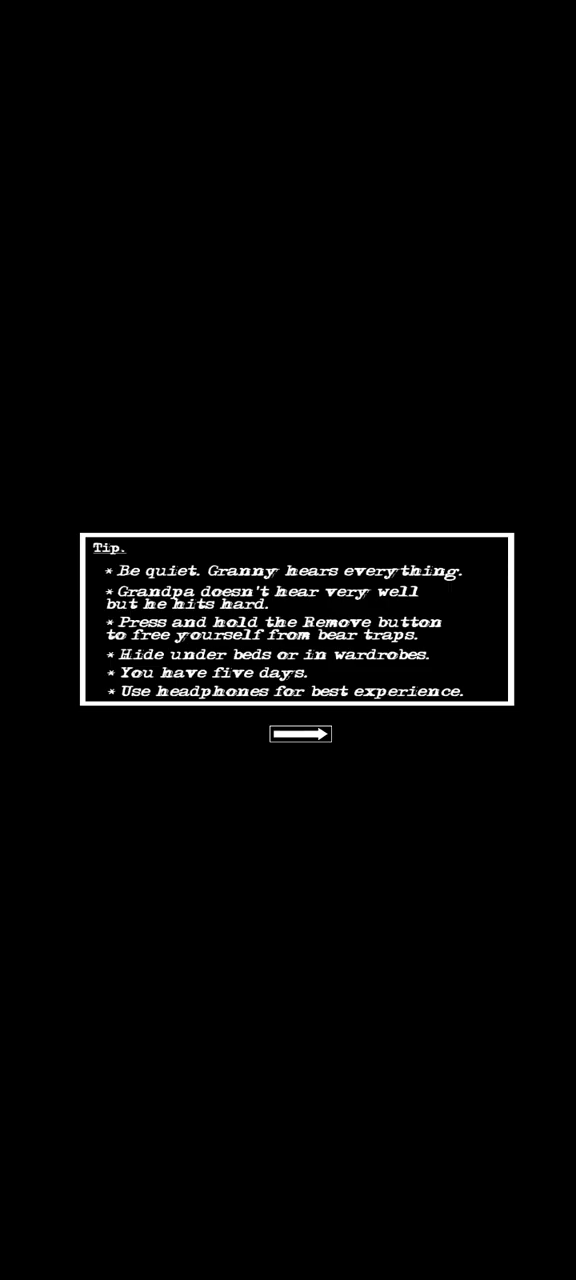 Tip.
* Be quiet. Granny hears everything.
* Grandpa doesn't hear very well
but he hits hard.
* Press and hold the Remove button
to free yourself from bear traps.
* Hide under beds or in wardrobes.
* You have five days.
* Use headphones for best experience.